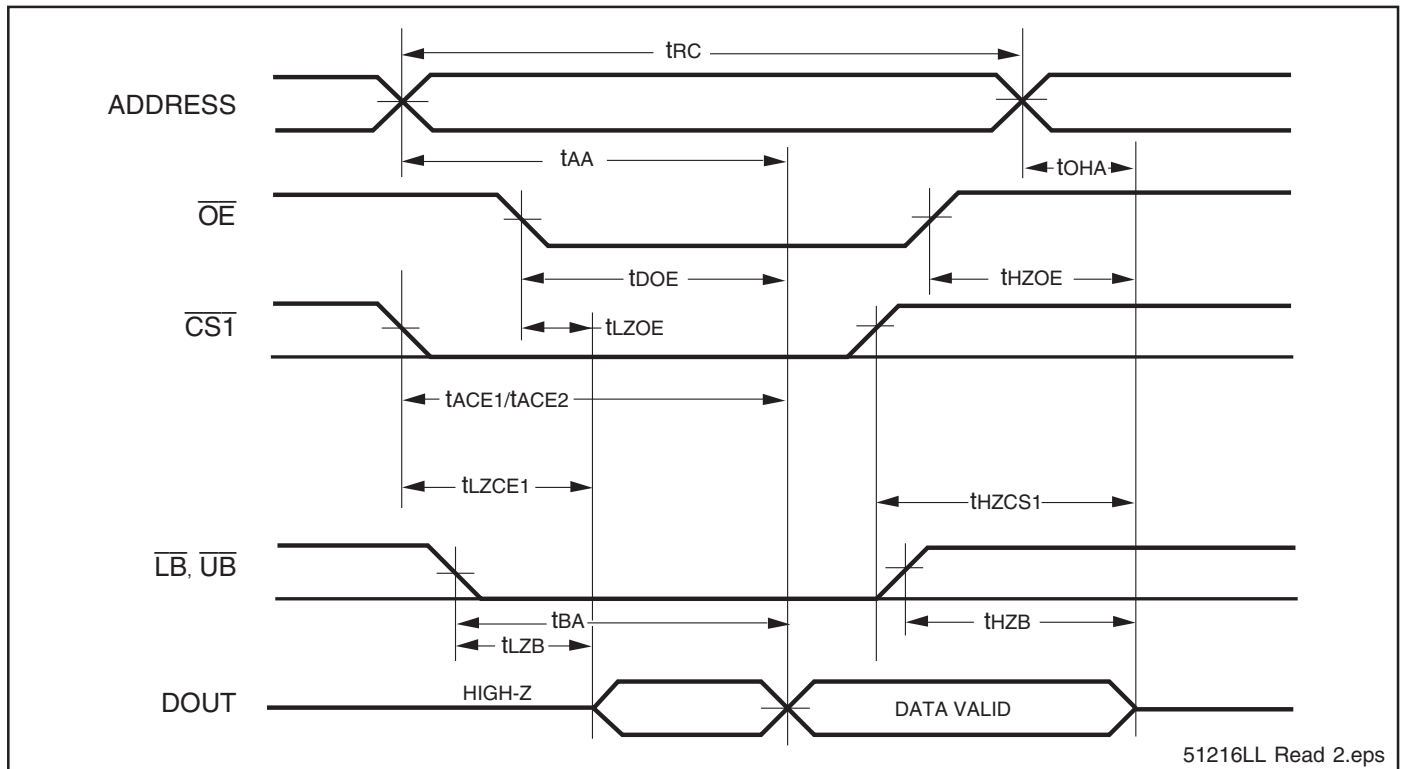 tRC
ADDRESS
tAA
tOHA
OE
tDOE
tHZOE
CS1
tLZOE
tACE1/tACE2
tLZCE1
tHZCS1
LB, UB
tBA
tHZB
tLZB
HIGH-Z
DOUT
DATA VALID
51216LL Read 2.eps